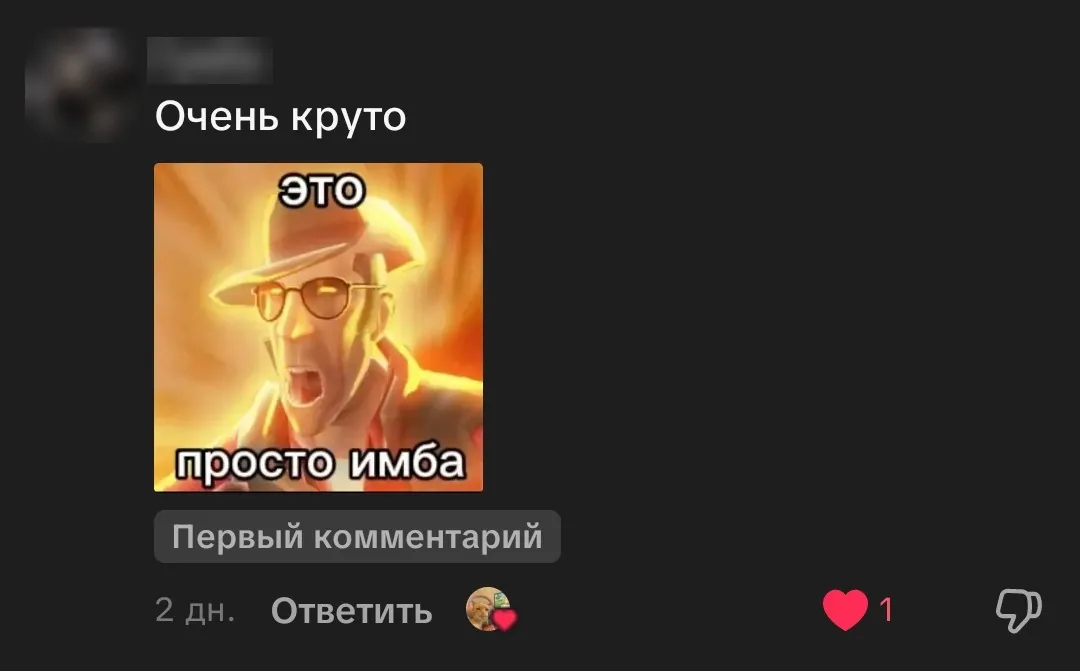 Очень круто
это
просто имба
Первый комментарий
2 дн. Ответить 1